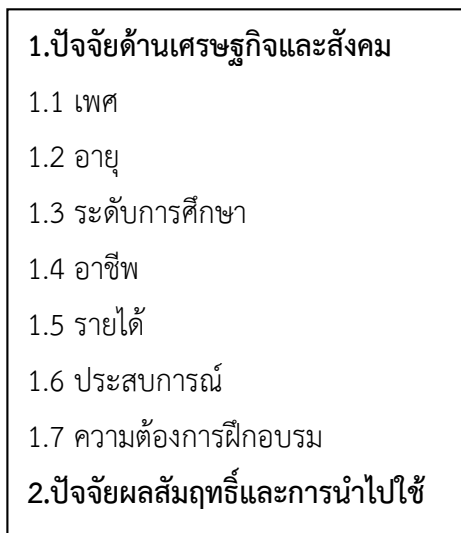 1.ปัจจัยด้านเศรษฐกิจและสังคม
1.1 เพศ
1.2 อายุ
1.3 ระดับการศึกษา
1.4 อาชีพ
1.5 รายได้
1.6 ประสบการณ์
1.7 ความต้องการฝึกอบรม
2.ปัจจัยผลสัมฤทธิ์และการนำไปใช้